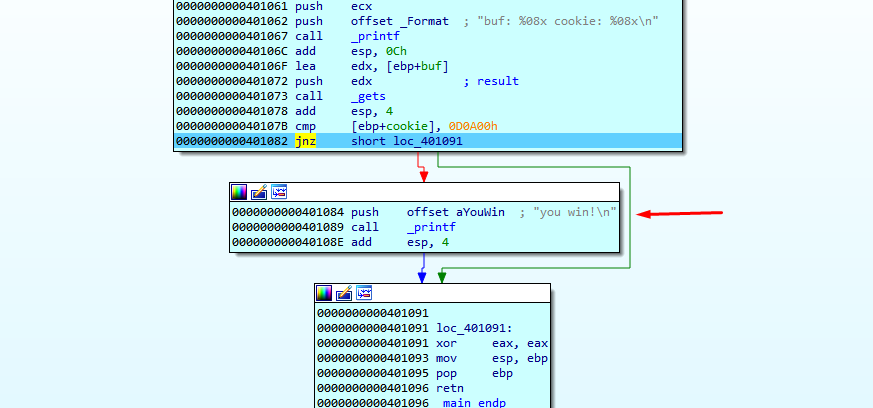 0000000000401061 push    ecx
0000000000401062 push    offset _Format  ; "buf: %08x cookie: %08x\n"
0000000000401067 call    _printf
000000000040106C add     esp, 0Ch
000000000040106F lea     edx, [ebp+buf]
0000000000401072 push    edx             ; result
0000000000401073 call    _gets
0000000000401078 add     esp, 4
000000000040107B cmp     [ebp+cookie], 0D0A00h
0000000000401082 jnz     short loc_401091
0000000000401084 push    offset aYouWin  ; "you win!\n"
0000000000401089 call    _printf
000000000040108E add     esp, 4
0000000000401091
0000000000401091 loc_401091:
0000000000401091 xor     eax, eax
0000000000401093 mov     esp, ebp
0000000000401095 pop     ebp
0000000000401096 retn
0000000000401096 _main endp